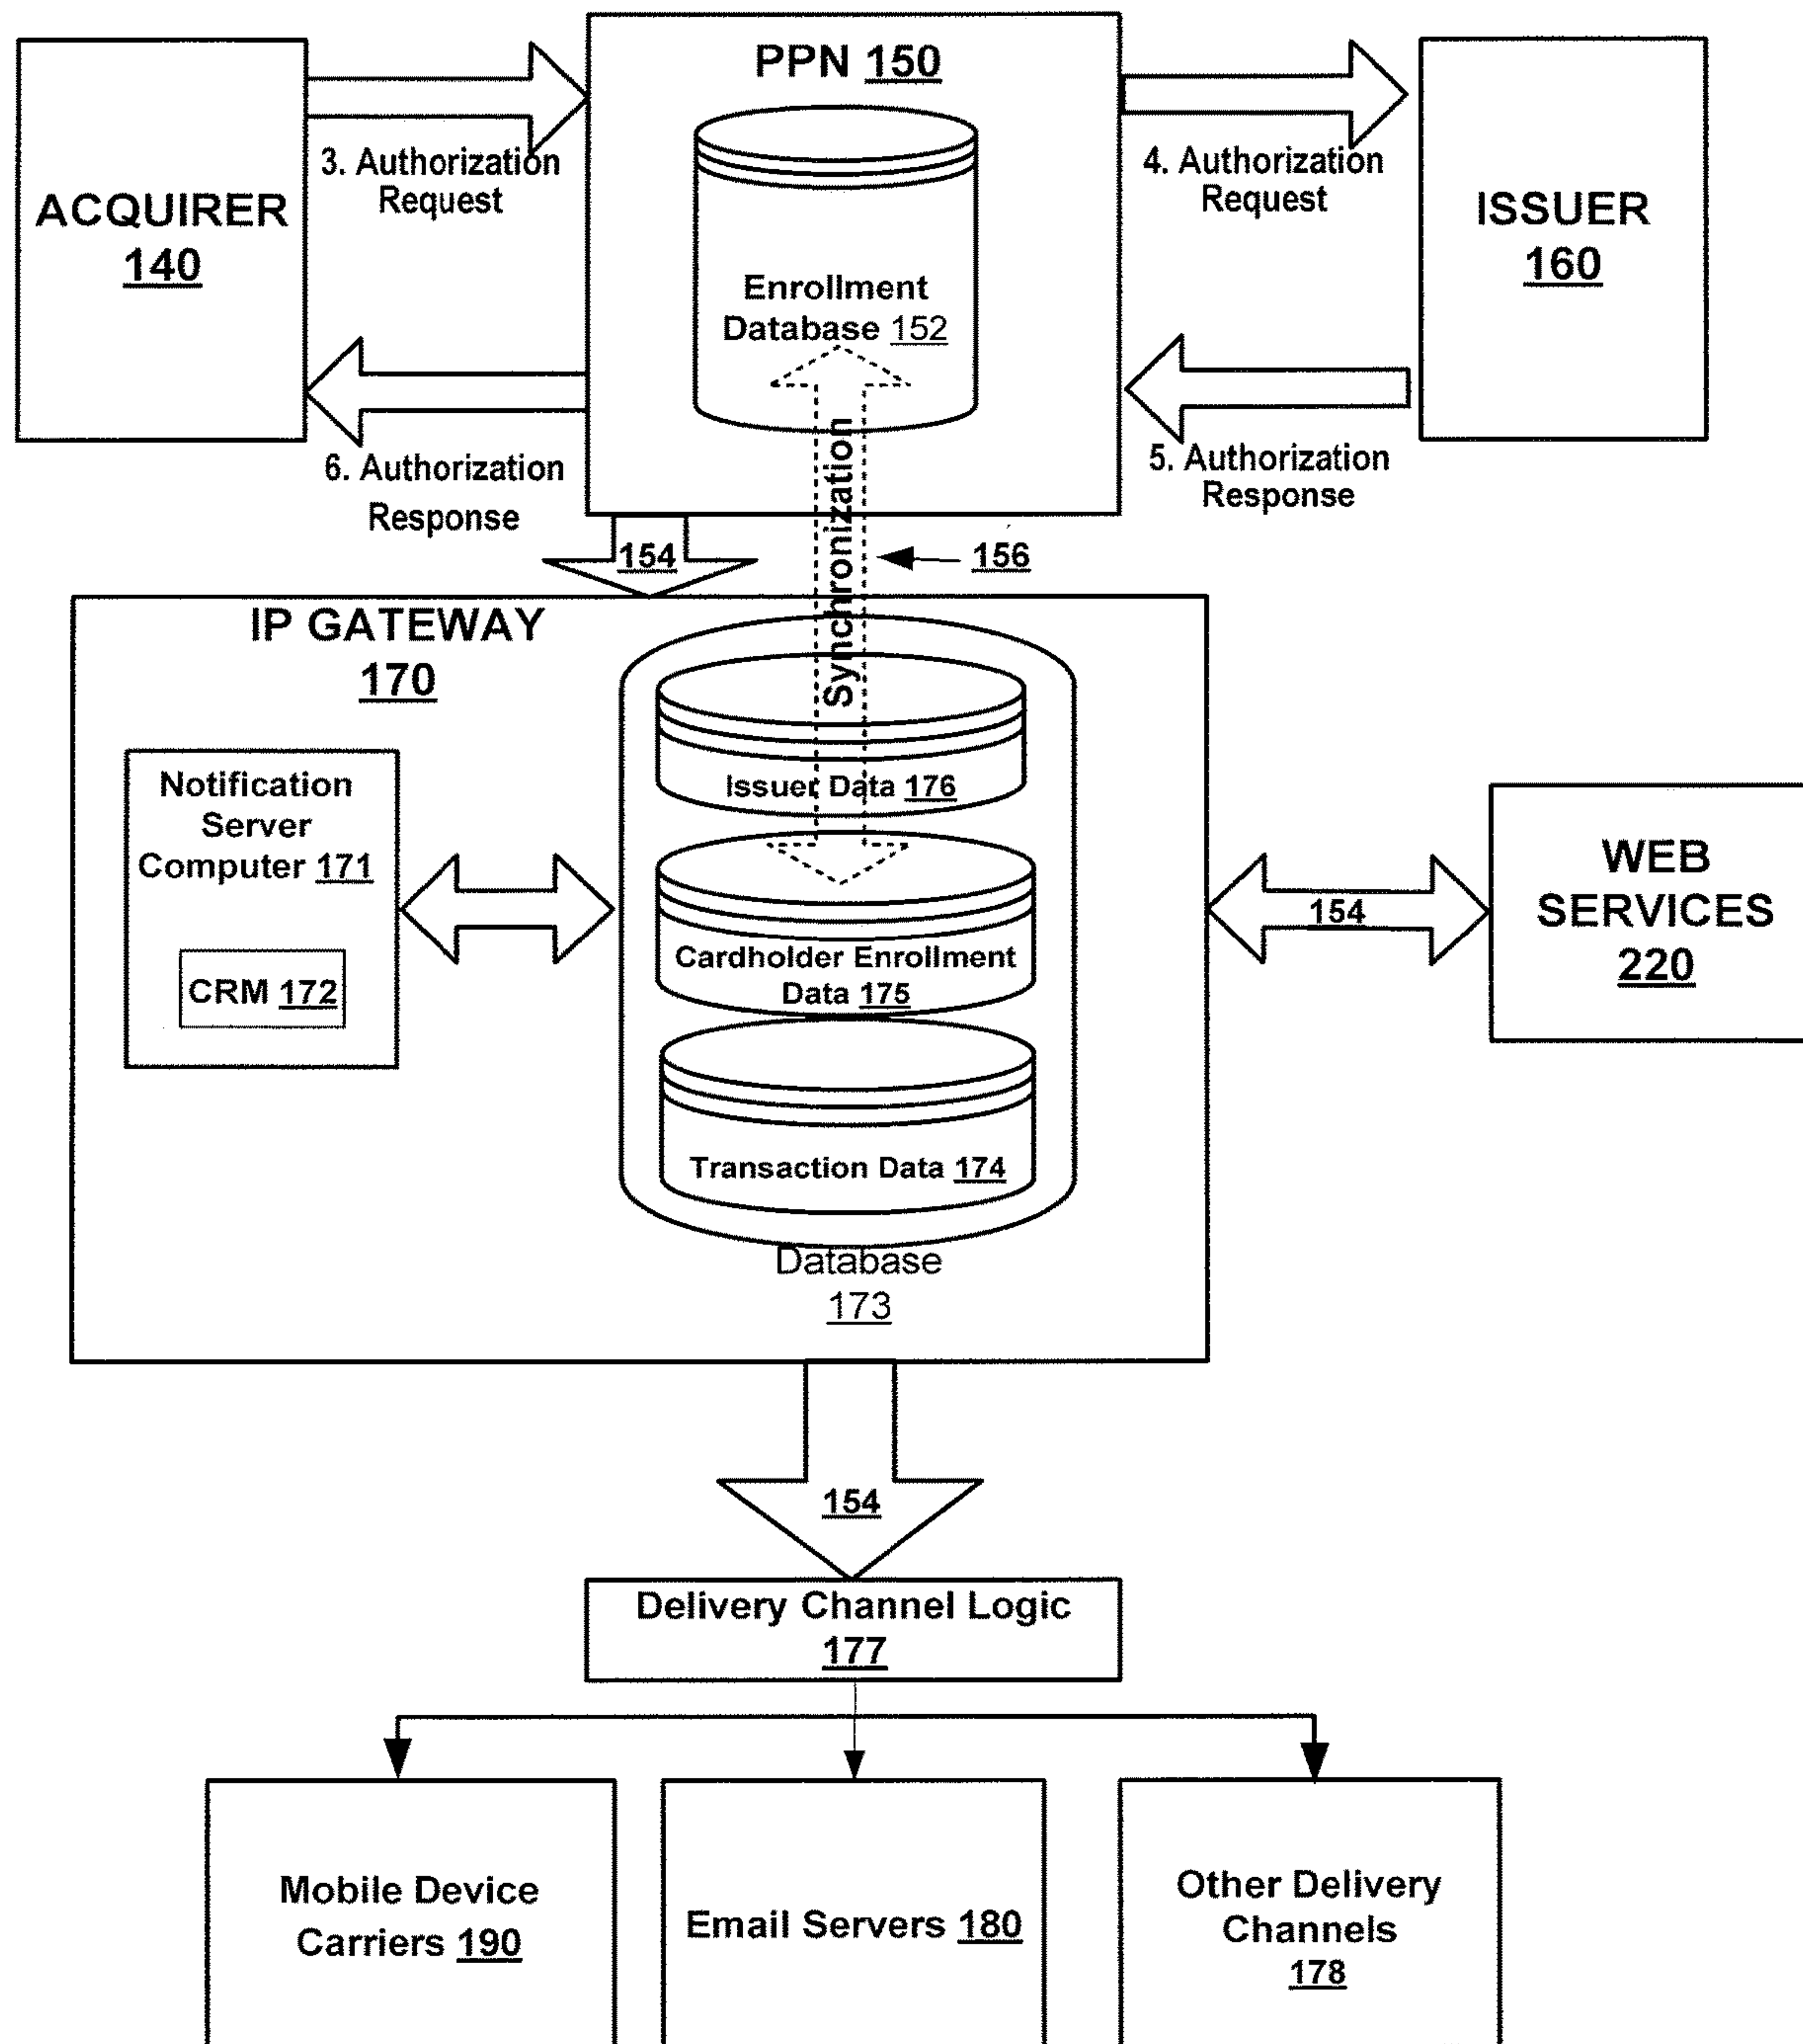 PPN 150
3. Authorization
Request
4. Authorization
Request
ACQUIRER
140
ISSUER
160
Enrollment
Database 152
6. Authorization
Response
5. Authorization
Response
Synchronization
154
156
IP GATEWAY
170
Notification
Server
Computer 171
CRM 172
Issuer Data 176
Cardholder Enrollment
Data 175
Transaction Data 174
Database
173
154
WEB
SERVICES
220
154
Delivery Channel Logic
177
Mobile Device
Carriers 190
Email Servers 180
Other Delivery
Channels
178